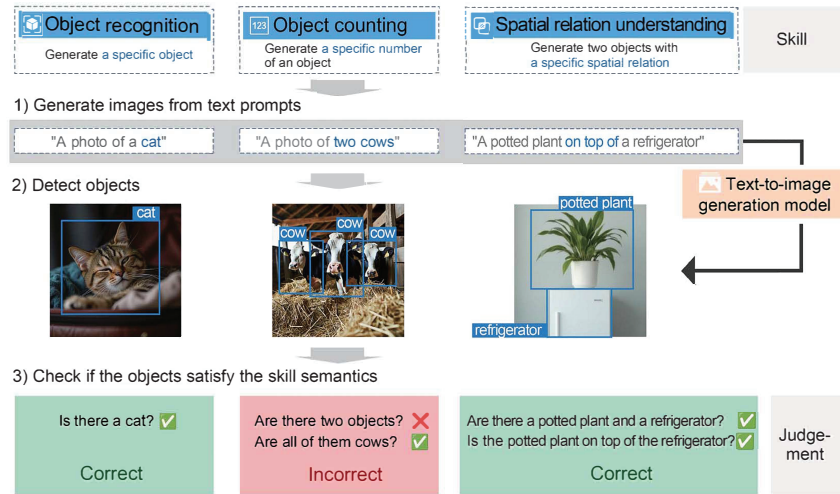 Object recognition
Generate a specific object
123
Object counting
Generate a specific number
of an object
Spatial relation understanding
Generate two objects with
a specific spatial relation
Skill
1) Generate images from text prompts
"A photo of a cat"
"A photo of two cows"
"A potted plant on top of a refrigerator"
Text-to-image
generation model
2) Detect objects
cat
cow
cow
cow
potted plant
refrigerator
3) Check if the objects satisfy the skill semantics
Is there a cat? ✅
Correct
Are there two objects? ❌
Are all of them cows? ✅
Incorrect
Are there a potted plant and a refrigerator? ✅
Is the potted plant on top of the refrigerator? ✅
Correct
Judge-
ment